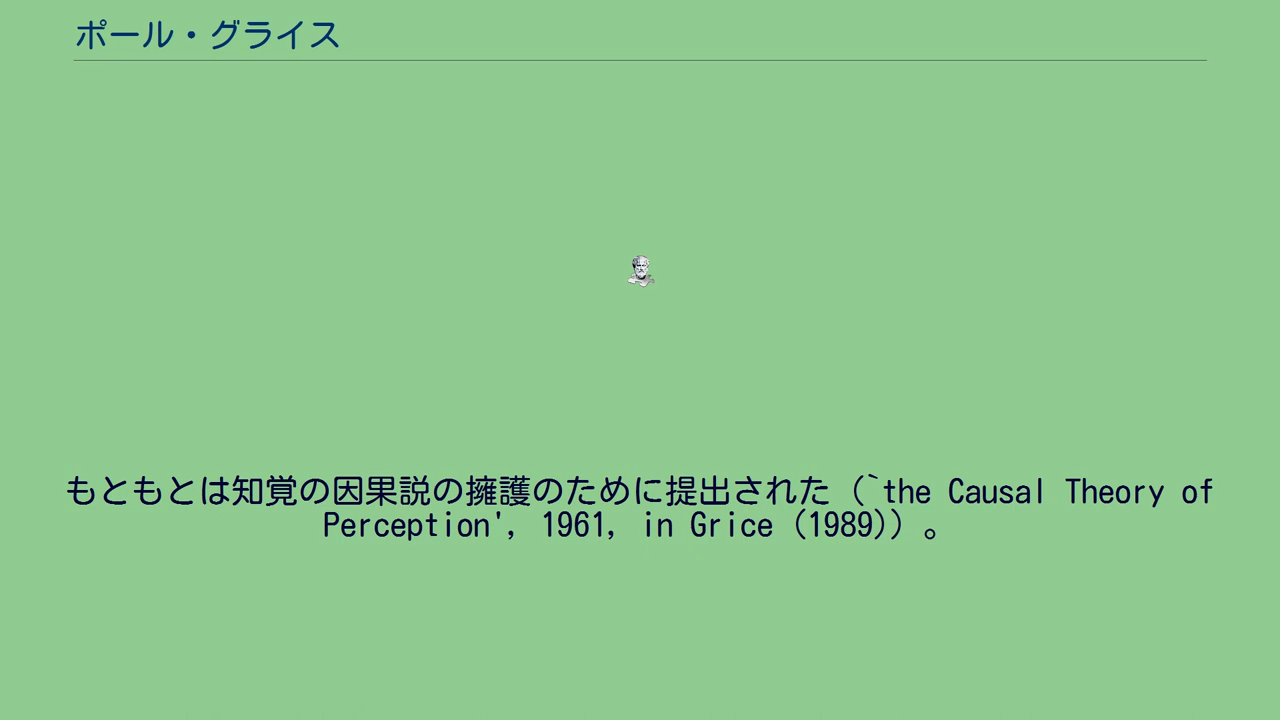 ポール・グライス
もともとは知覚の因果説の擁護のために提出された（`the Causal Theory of
Perception', 1961, in Grice (1989)）。